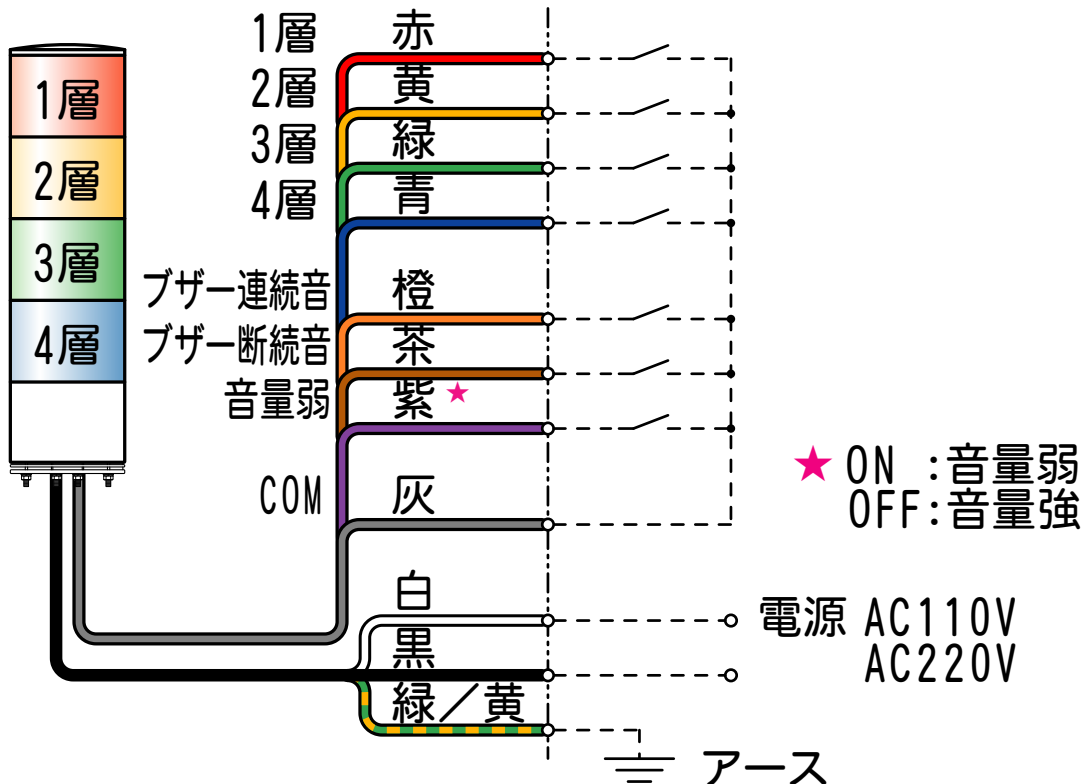 1層
2層
3層
4層
1層 赤
2層 黄
3層 緑
4層 青
ブザー連続音 橙
ブザー断続音 茶
音量弱 紫★
COM 灰
白
黒
緑／黄
★ON :音量弱
OFF:音量強
電源 AC110V
AC220V
アース